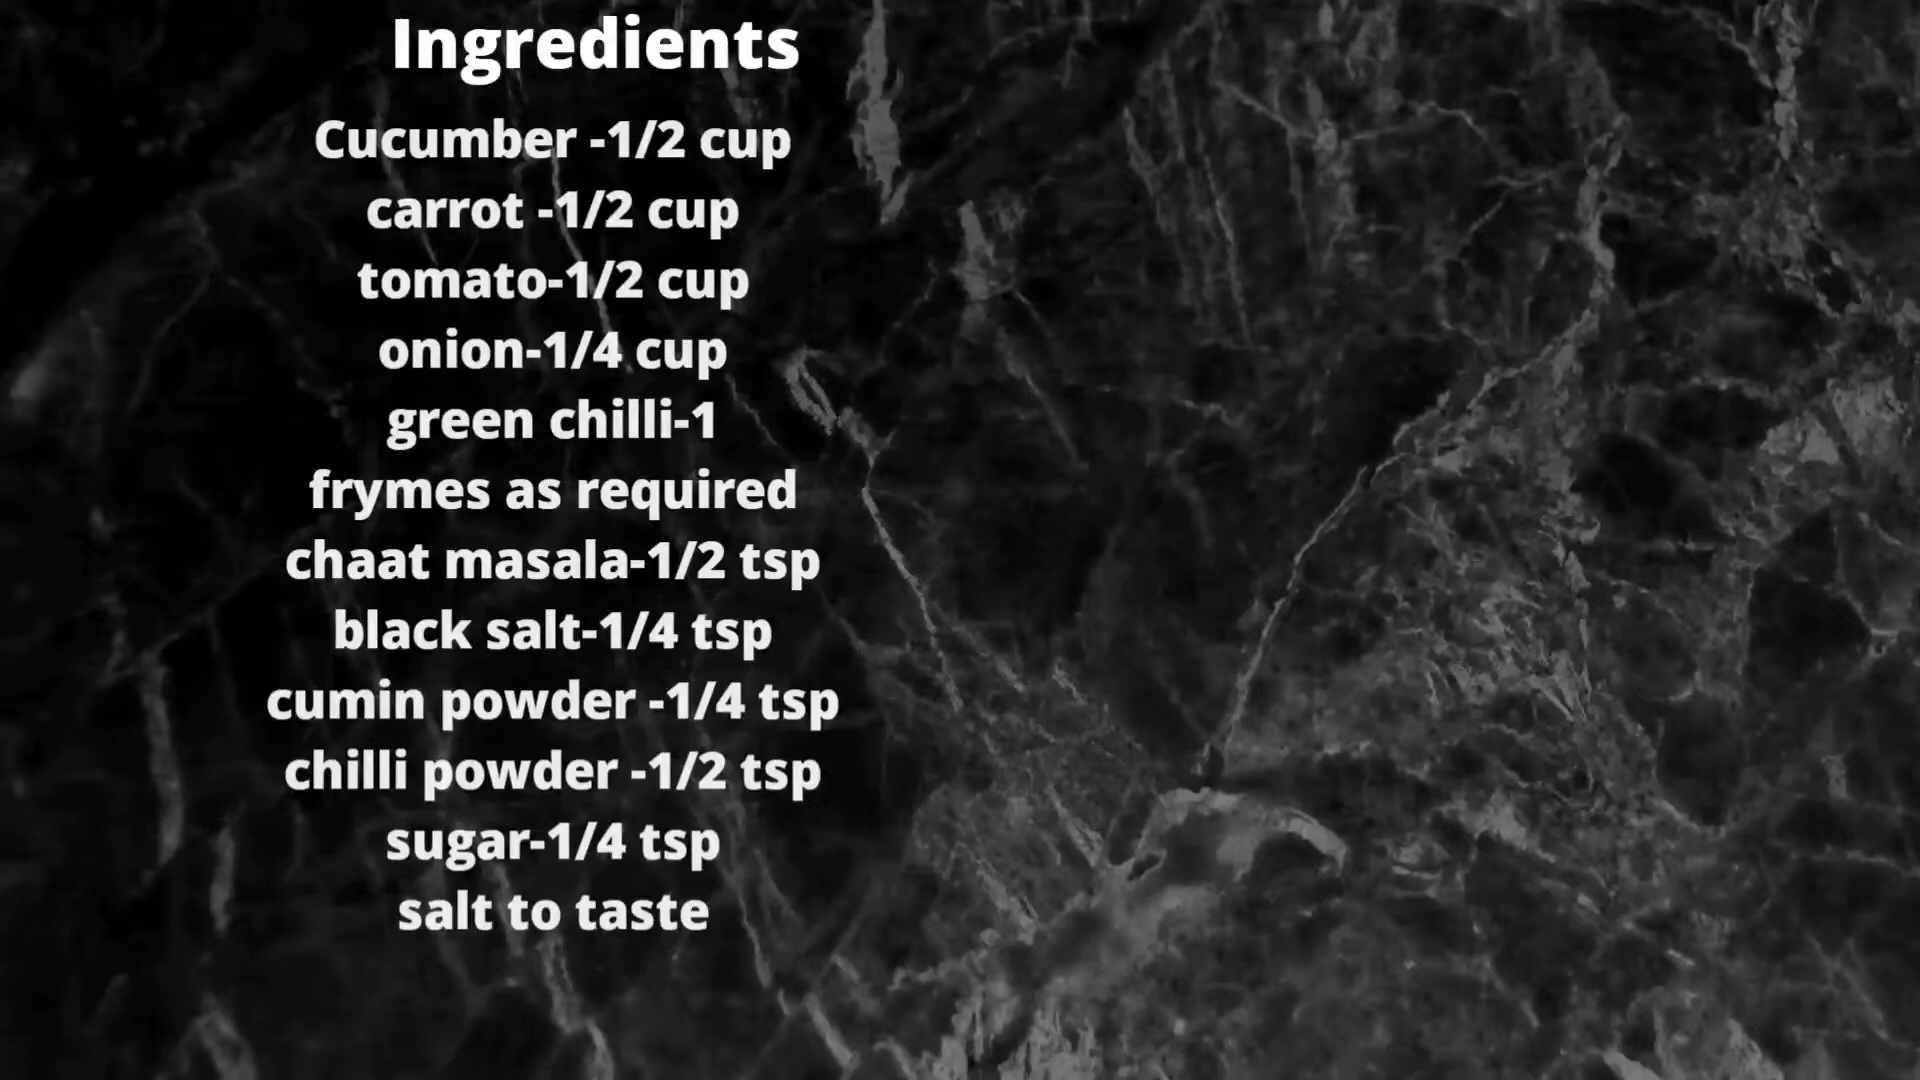 Ingredients
Cucumber -1/2 cup
carrot -1/2 cup
tomato-1/2 cup
onion-1/4 cup
green chilli-1
frymes as required
chaat masala-1/2 tsp
black salt-1/4 tsp
cumin powder -1/4 tsp
chilli powder -1/2 tsp
sugar-1/4 tsp
salt to taste